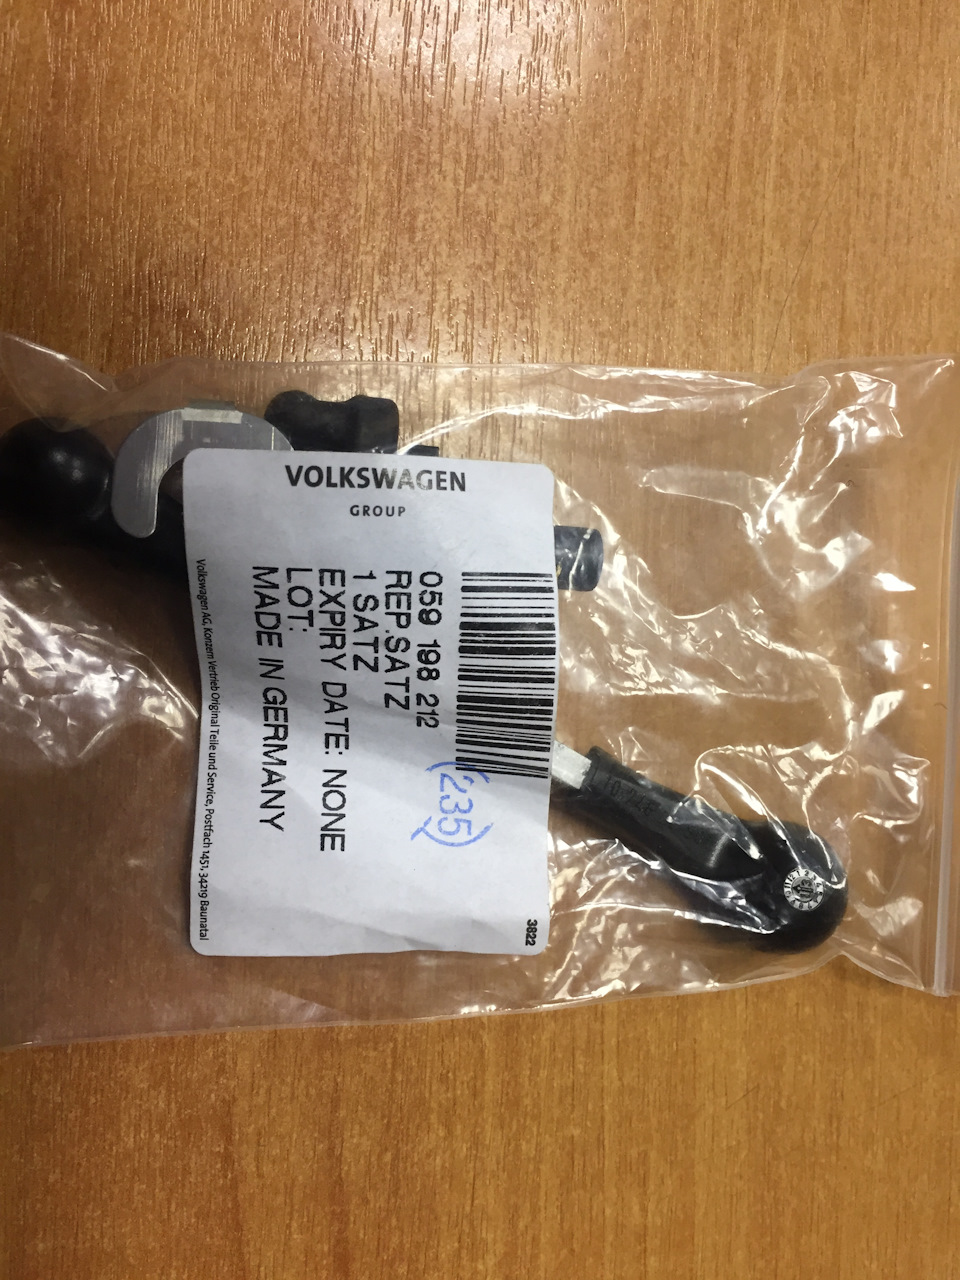 VOLKSWAGEN
GROUP
059 198 212
REP.SATZ
1 SATZ
EXPIRY DATE: NONE
LOT:
MADE IN GERMANY
(235)
3822
Volkswagen AG, Konzern Vertrieb Original Teile und Service, Postfach 1451, 34219 Baunatal